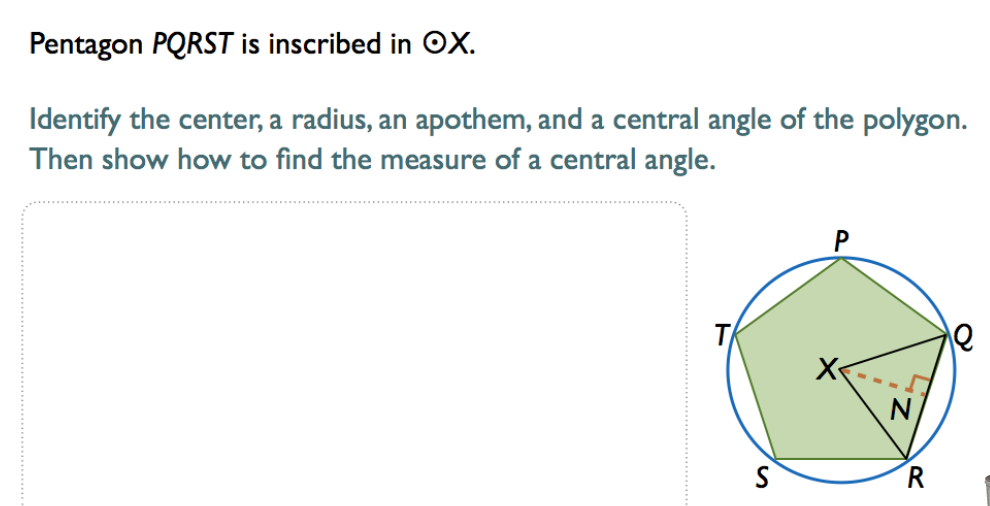 Pentagon PQRST is inscribed in ⊙X.
Identify the center, a radius, an apothem, and a central angle of the polygon.
Then show how to find the measure of a central angle.
P
T
Q
X
N
S
R